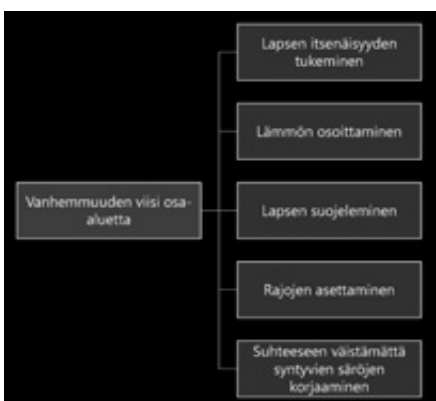 Vanhemmuuden viisi osa-
aluetta
Lapsen itsenäisyyden
tukeminen
Lämmön osoittaminen
Lapsen suojeleminen
Rajojen asettaminen
Suhteeseen väistämättä
syntyvien säröjen
korjaaminen